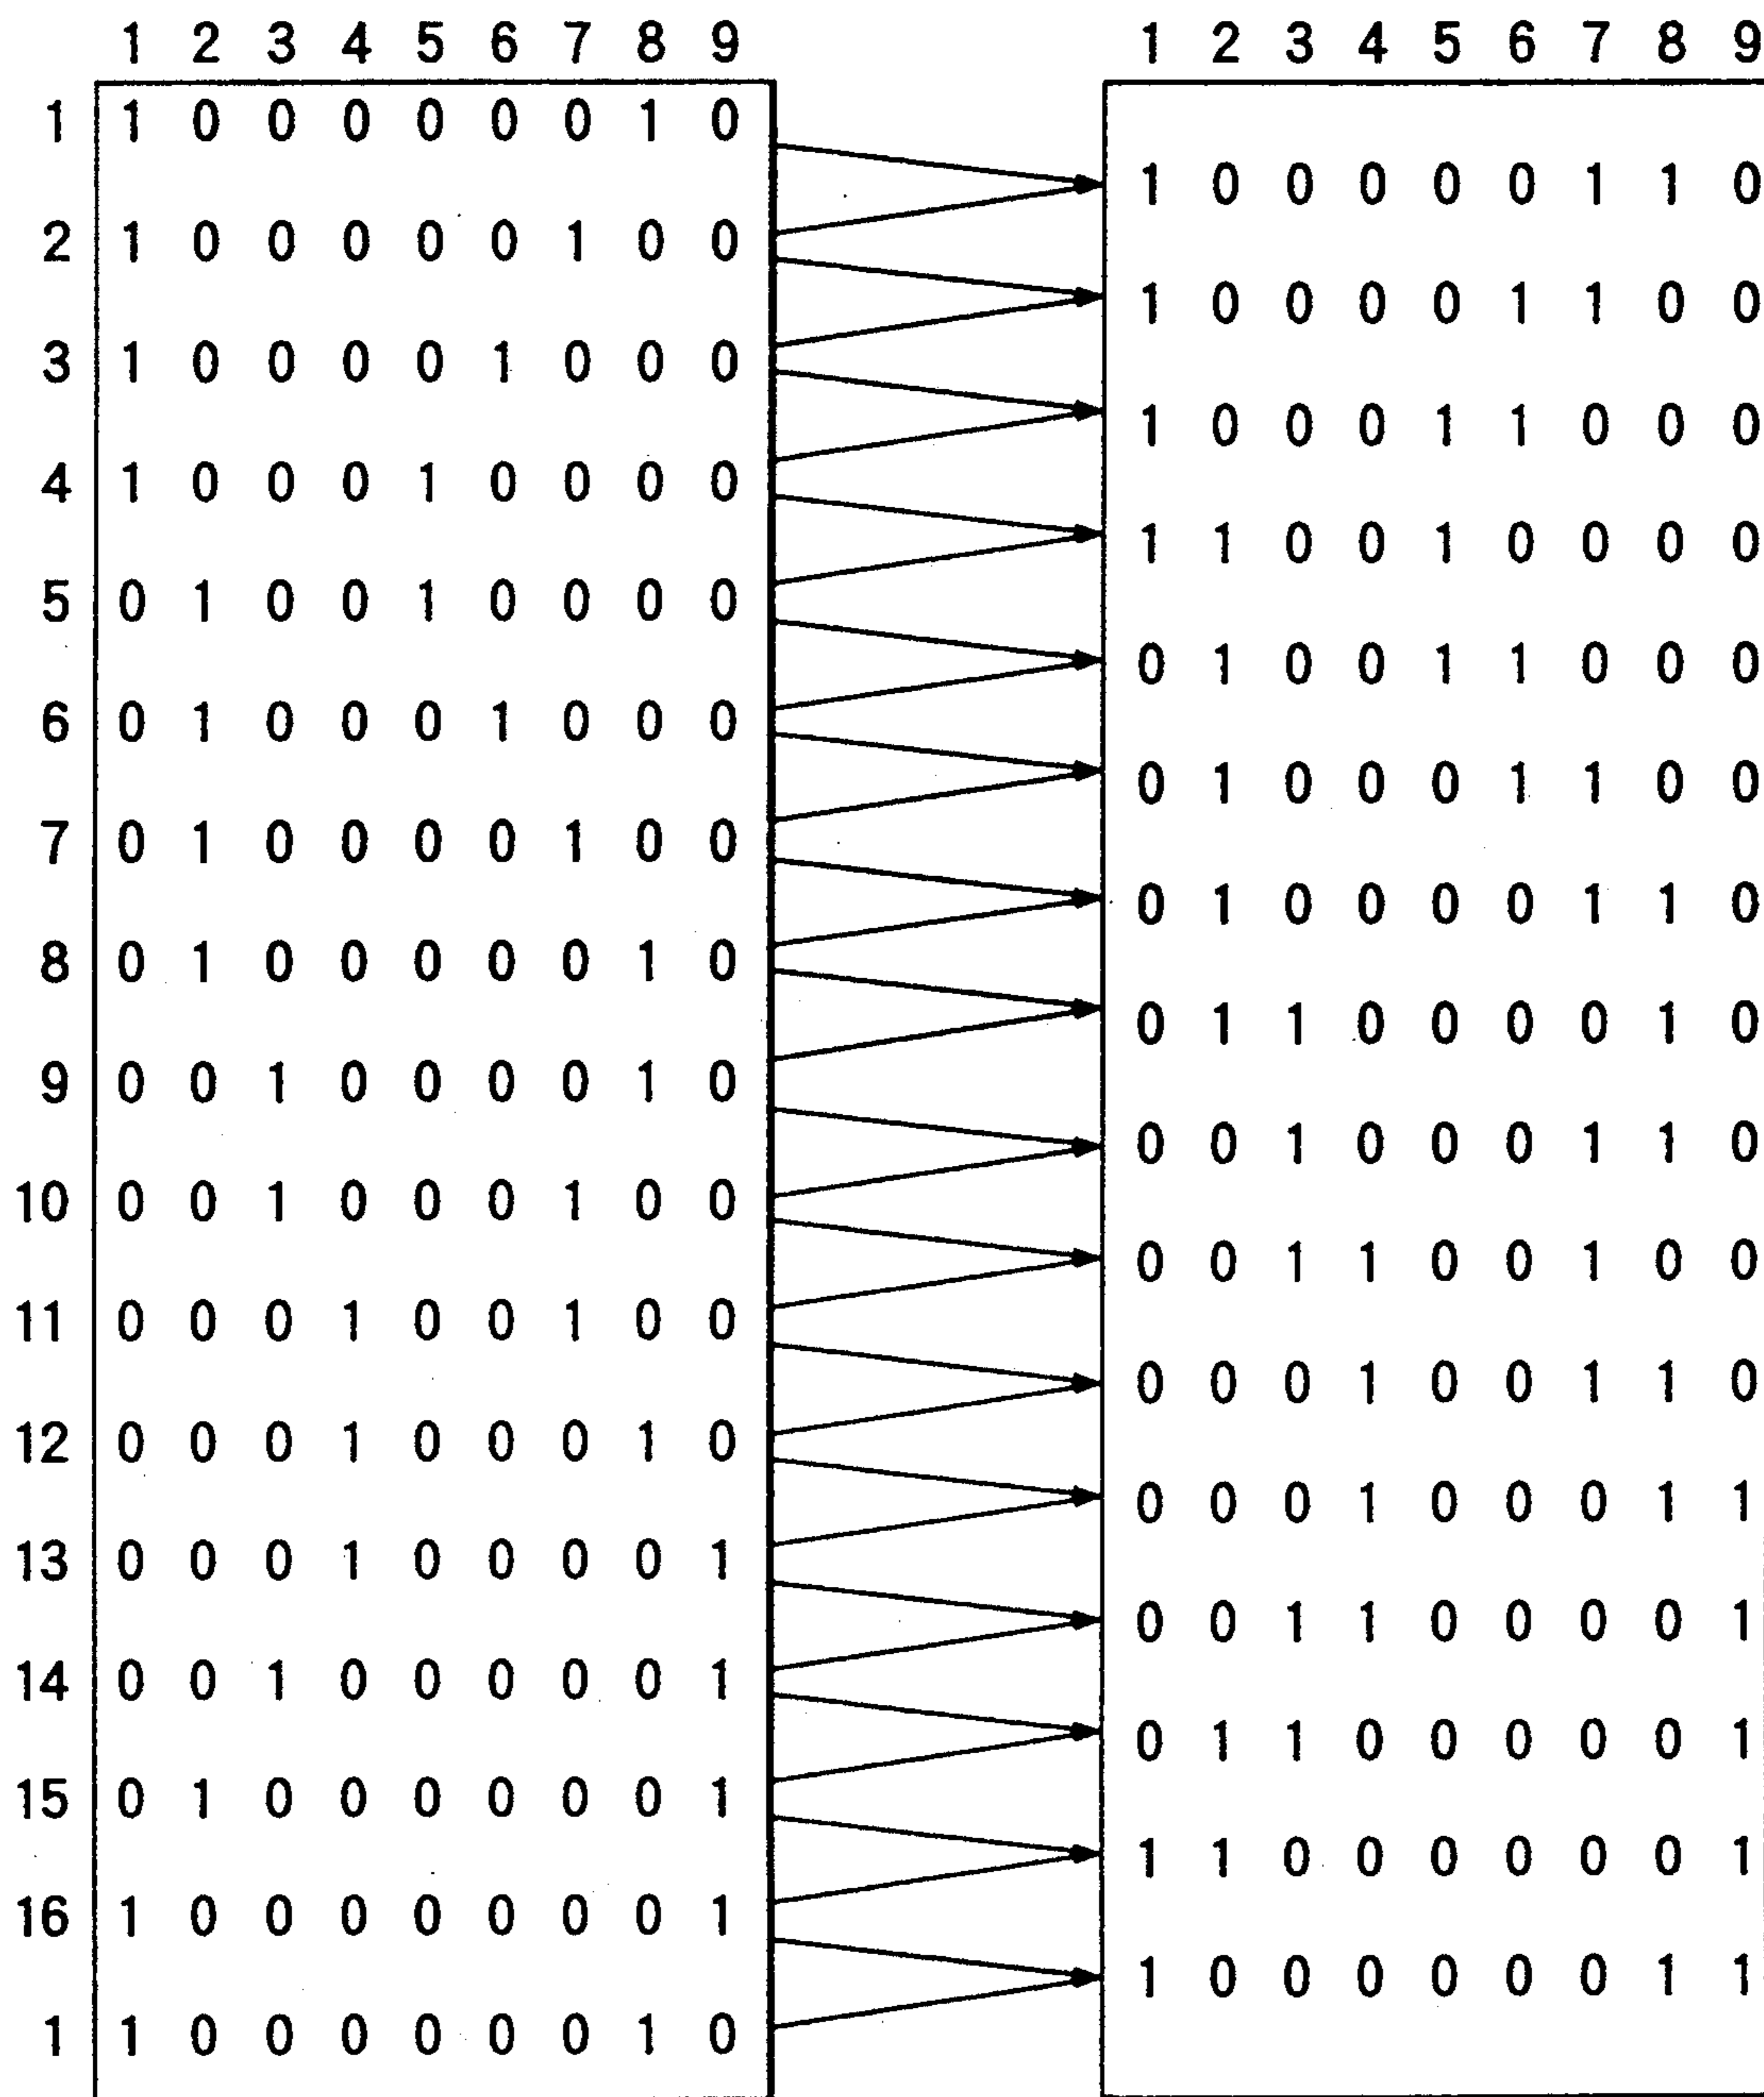 1 2 3 4 5 6 7 8 9 1 2 3 4 5 6 7 8 9
1 1 0 0 0 0 0 0 1 0
1 0 0 0 0 0 1 1 0
2 1 0 0 0 0 0 1 0 0
1 0 0 0 0 1 1 0 0
3 1 0 0 0 0 1 0 0 0
1 0 0 0 1 1 0 0 0
4 1 0 0 0 1 0 0 0 0
1 1 0 0 1 0 0 0 0
5 0 1 0 0 1 0 0 0 0
0 1 0 0 1 1 0 0 0
6 0 1 0 0 0 1 0 0 0
0 1 0 0 0 1 1 0 0
7 0 1 0 0 0 0 1 0 0
0 1 0 0 0 0 1 1 0
8 0 1 0 0 0 0 0 1 0
0 1 1 0 0 0 0 1 0
9 0 0 1 0 0 0 0 1 0
0 0 1 0 0 0 1 1 0
10 0 0 1 0 0 0 1 0 0
0 0 1 1 0 0 1 0 0
11 0 0 0 1 0 0 1 0 0
0 0 0 1 0 0 1 1 0
12 0 0 0 1 0 0 0 1 0
0 0 0 1 0 0 0 1 1
13 0 0 0 1 0 0 0 0 1
0 0 1 1 0 0 0 0 1
14 0 0 1 0 0 0 0 0 1
0 1 1 0 0 0 0 0 1
15 0 1 0 0 0 0 0 0 1
1 1 0 0 0 0 0 0 1
16 1 0 0 0 0 0 0 0 1
1 0 0 0 0 0 0 1 1
1 1 0 0 0 0 0 0 1 0